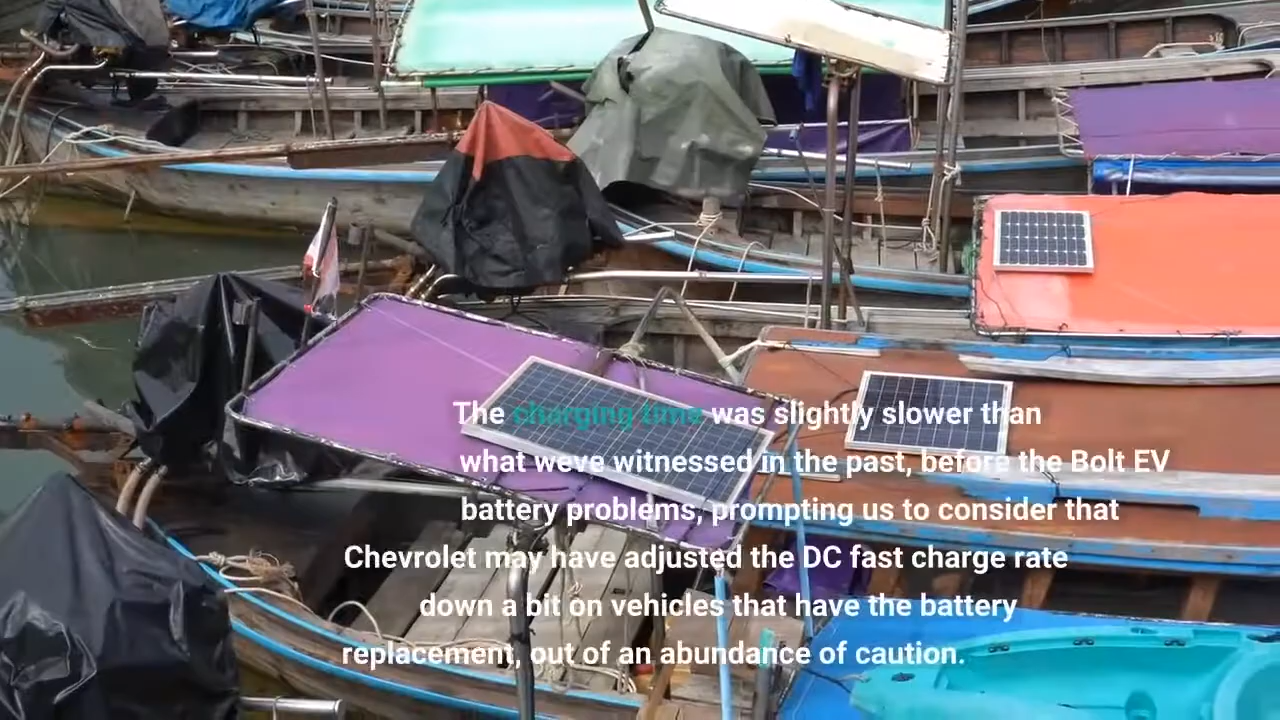 The charging time was slightly slower than
what weve witnessed in the past, before the Bolt EV
battery problems, prompting us to consider that
Chevrolet may have adjusted the DC fast charge rate
down a bit on vehicles that have the battery
replacement, out of an abundance of caution.